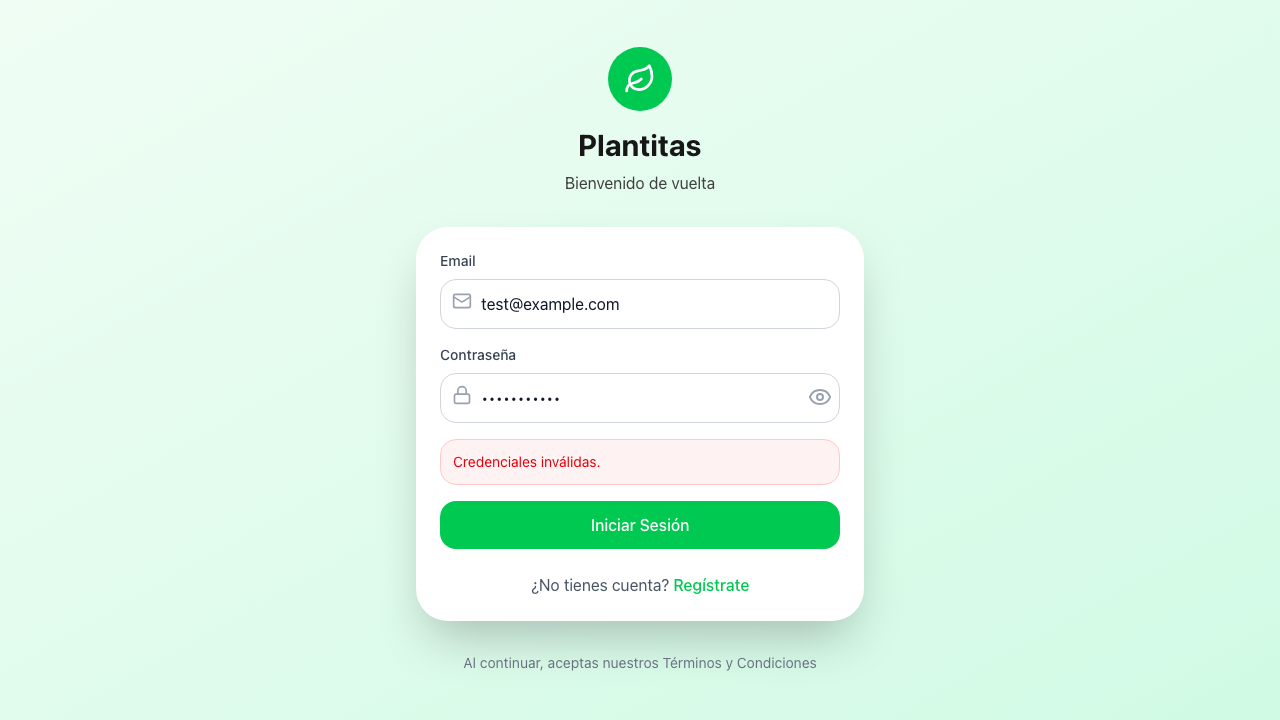 Plantitas
Bienvenido de vuelta
Email
test@example.com
Contraseña
•••••••••••
Credenciales inválidas.
Iniciar Sesión
¿No tienes cuenta? Regístrate
Al continuar, aceptas nuestros Términos y Condiciones